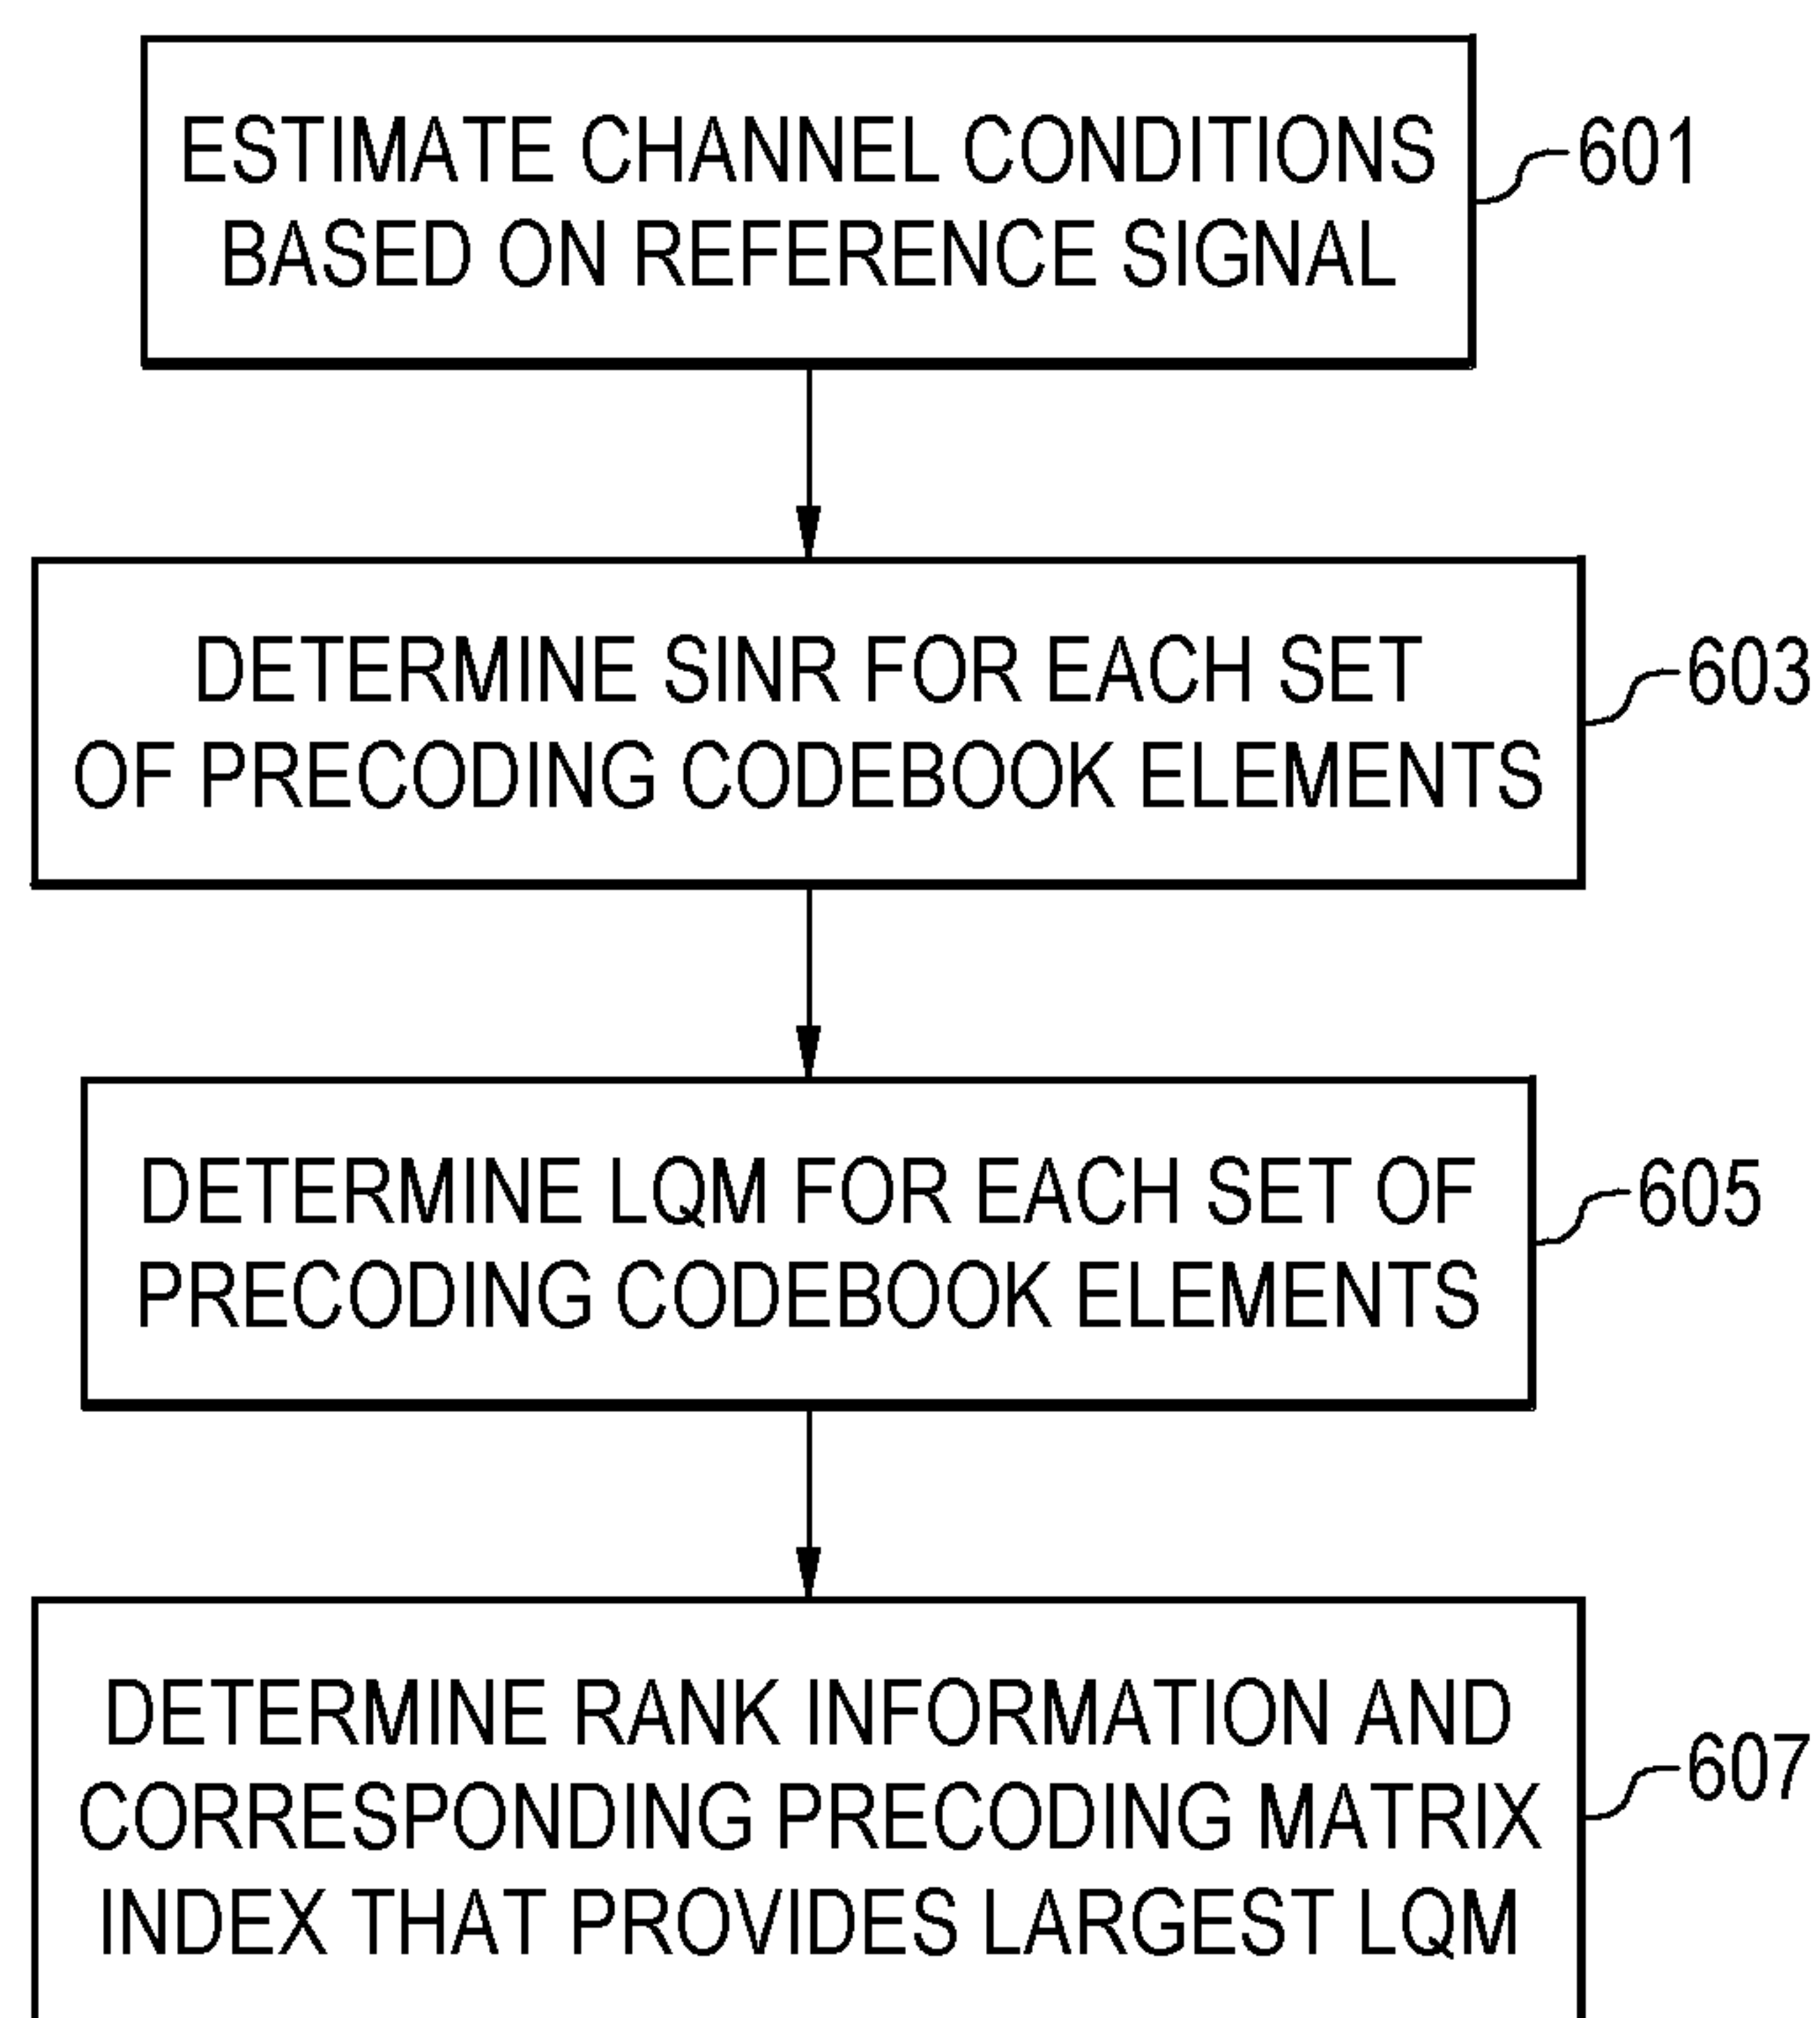 ESTIMATE CHANNEL CONDITIONS
BASED ON REFERENCE SIGNAL
601
DETERMINE SINR FOR EACH SET
OF PRECODING CODEBOOK ELEMENTS
603
DETERMINE LQM FOR EACH SET OF
PRECODING CODEBOOK ELEMENTS
605
DETERMINE RANK INFORMATION AND
CORRESPONDING PRECODING MATRIX
INDEX THAT PROVIDES LARGEST LQM
607